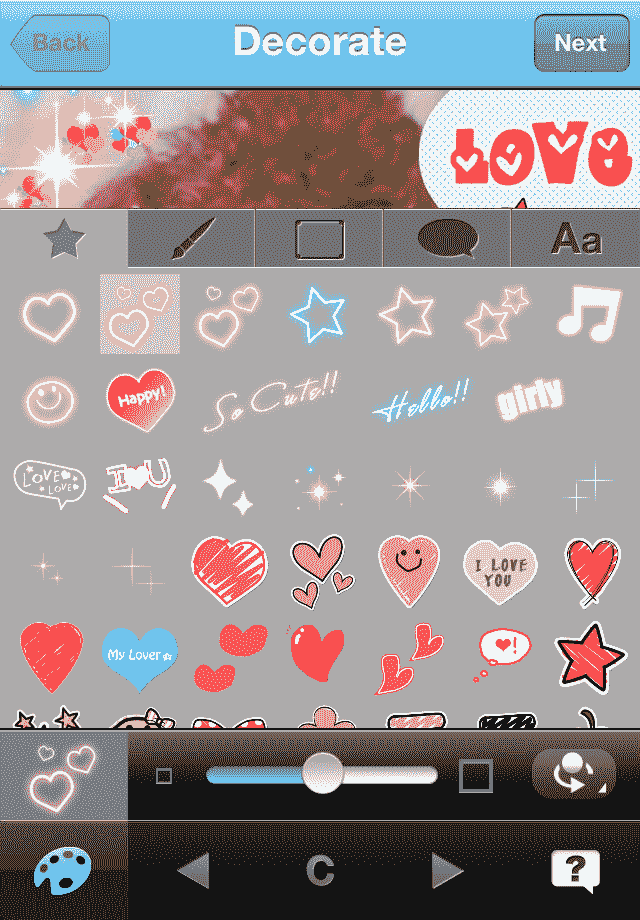 Back
Decorate
Next
LOVE
Aa
Happy!
So Cute!!
Hello!!
girly
LOVE
LOVE
I♥U
I LOVE
YOU
My Lover☆
!
C
?